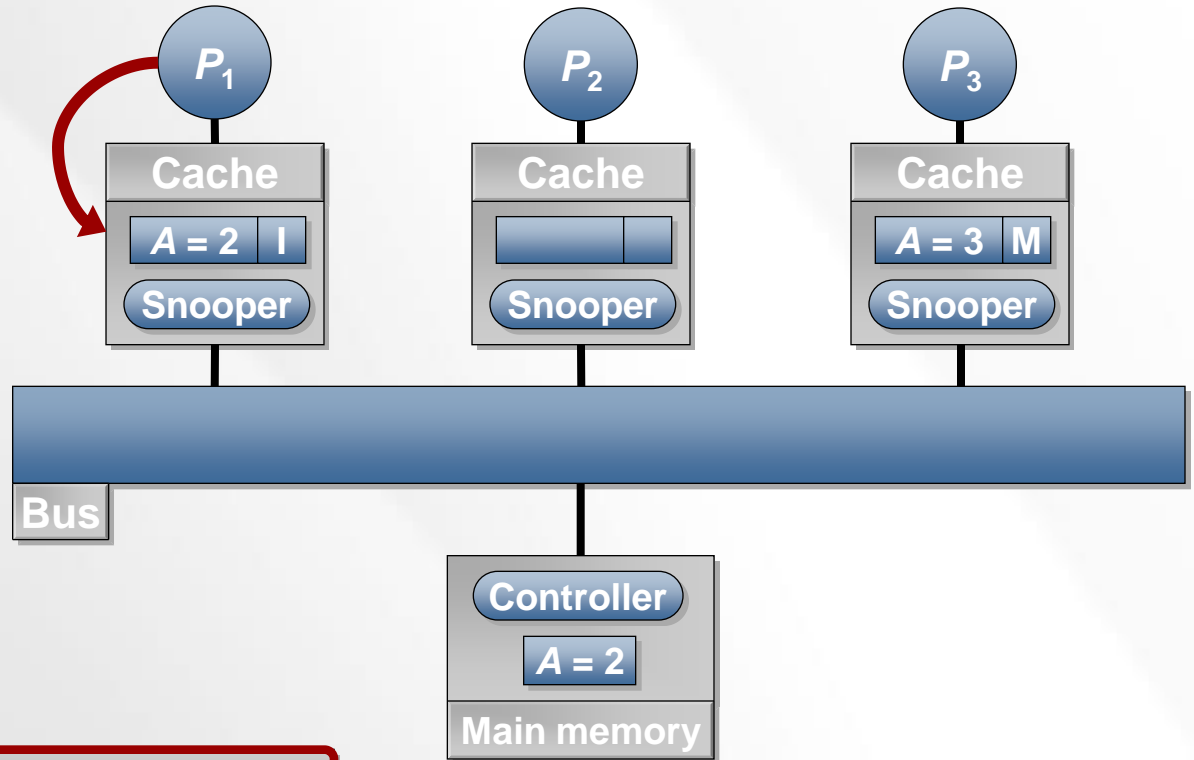 P1
P2
P3
Cache
Cache
Cache
A = 2 I
A = 3 M
Snooper
Snooper
Snooper
Bus
Controller
A = 2
Main memory